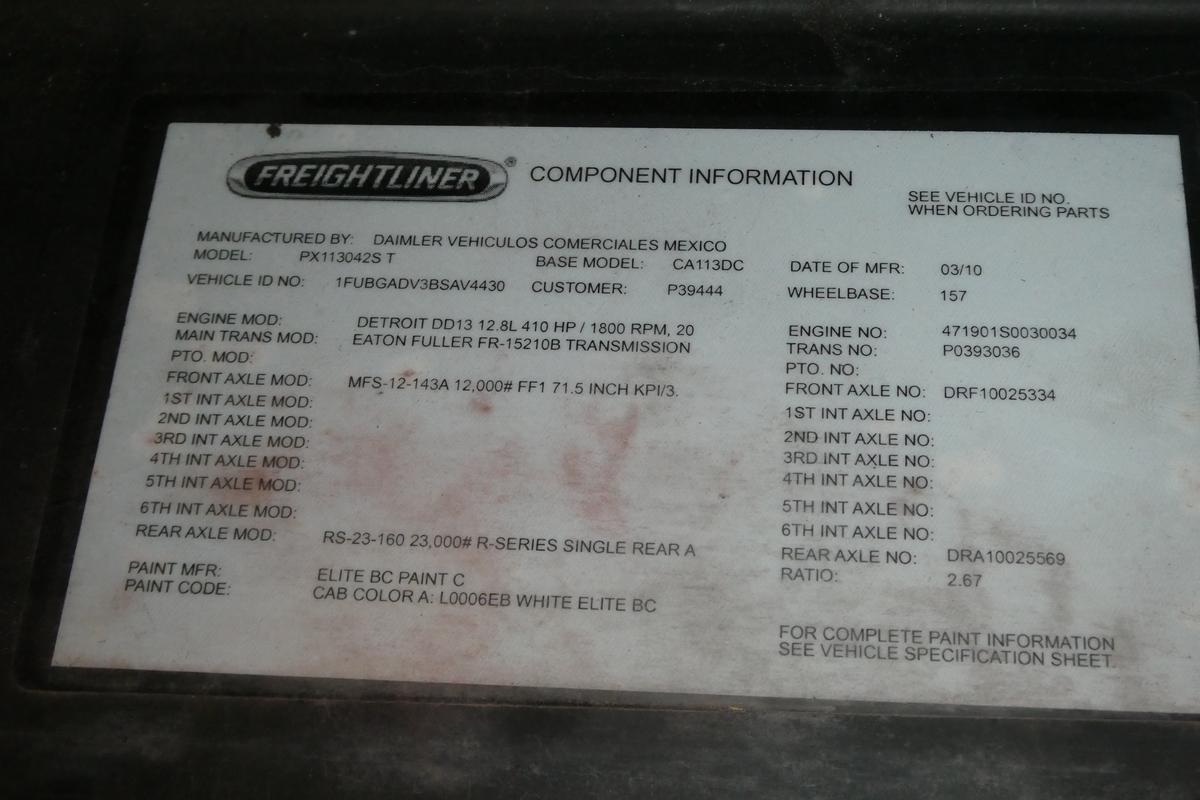 FREIGHTLINER® COMPONENT INFORMATION
SEE VEHICLE ID NO.
WHEN ORDERING PARTS
MANUFACTURED BY: DAIMLER VEHICULOS COMERCIALES MEXICO
MODEL: PX113042S T BASE MODEL: CA113DC DATE OF MFR: 03/10
VEHICLE ID NO: 1FUBGADV3BSAV4430 CUSTOMER: P39444 WHEELBASE: 157
ENGINE MOD: DETROIT DD13 12.8L 410 HP / 1800 RPM, 20 ENGINE NO: 471901S0030034
MAIN TRANS MOD: EATON FULLER FR-15210B TRANSMISSION TRANS NO: P0393036
PTO. MOD: PTO. NO:
FRONT AXLE MOD: MFS-12-143A 12,000# FF1 71.5 INCH KPI/3. FRONT AXLE NO: DRF10025334
1ST INT AXLE MOD: 1ST INT AXLE NO:
2ND INT AXLE MOD: 2ND INT AXLE NO:
3RD INT AXLE MOD: 3RD INT AXLE NO:
4TH INT AXLE MOD: 4TH INT AXLE NO:
5TH INT AXLE MOD: 5TH INT AXLE NO:
6TH INT AXLE MOD: 6TH INT AXLE NO:
REAR AXLE MOD: RS-23-160 23,000# R-SERIES SINGLE REAR A REAR AXLE NO: DRA10025569
PAINT MFR: ELITE BC PAINT C RATIO: 2.67
PAINT CODE: CAB COLOR A: L0006EB WHITE ELITE BC
FOR COMPLETE PAINT INFORMATION
SEE VEHICLE SPECIFICATION SHEET.